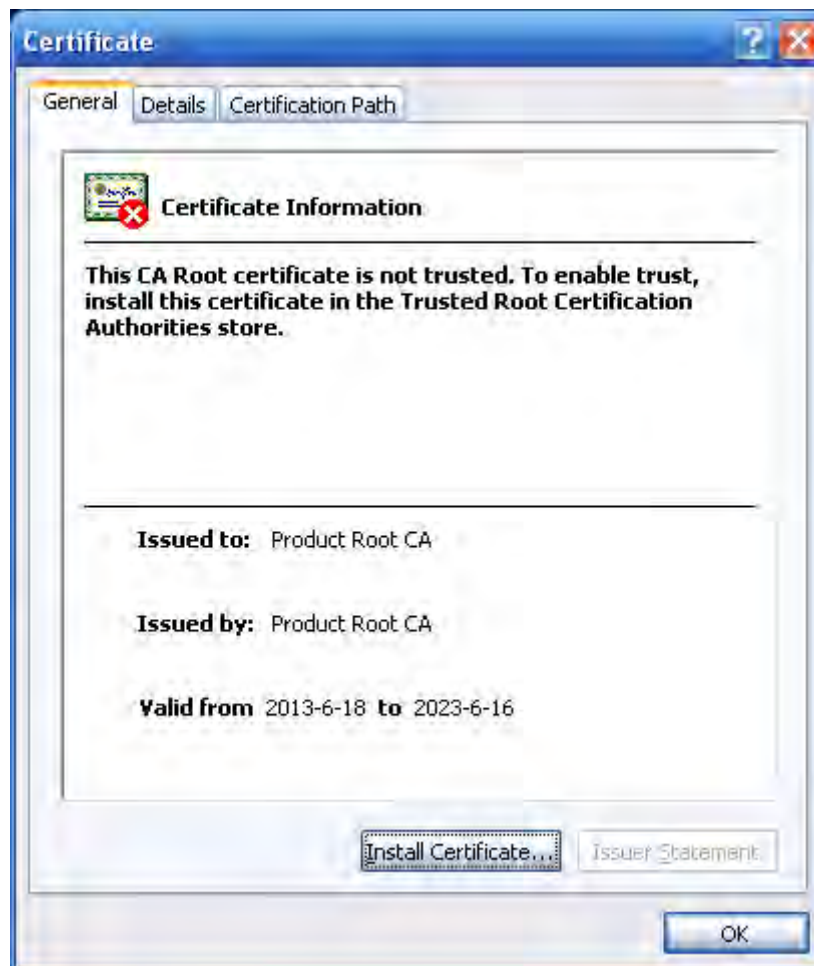 Certificate
General Details Certification Path
Certificate Information
This CA Root certificate is not trusted. To enable trust,
install this certificate in the Trusted Root Certification
Authorities store.
Issued to: Product Root CA
Issued by: Product Root CA
Valid from 2013-6-18 to 2023-6-16
Install Certificate... Issuer Statement
OK